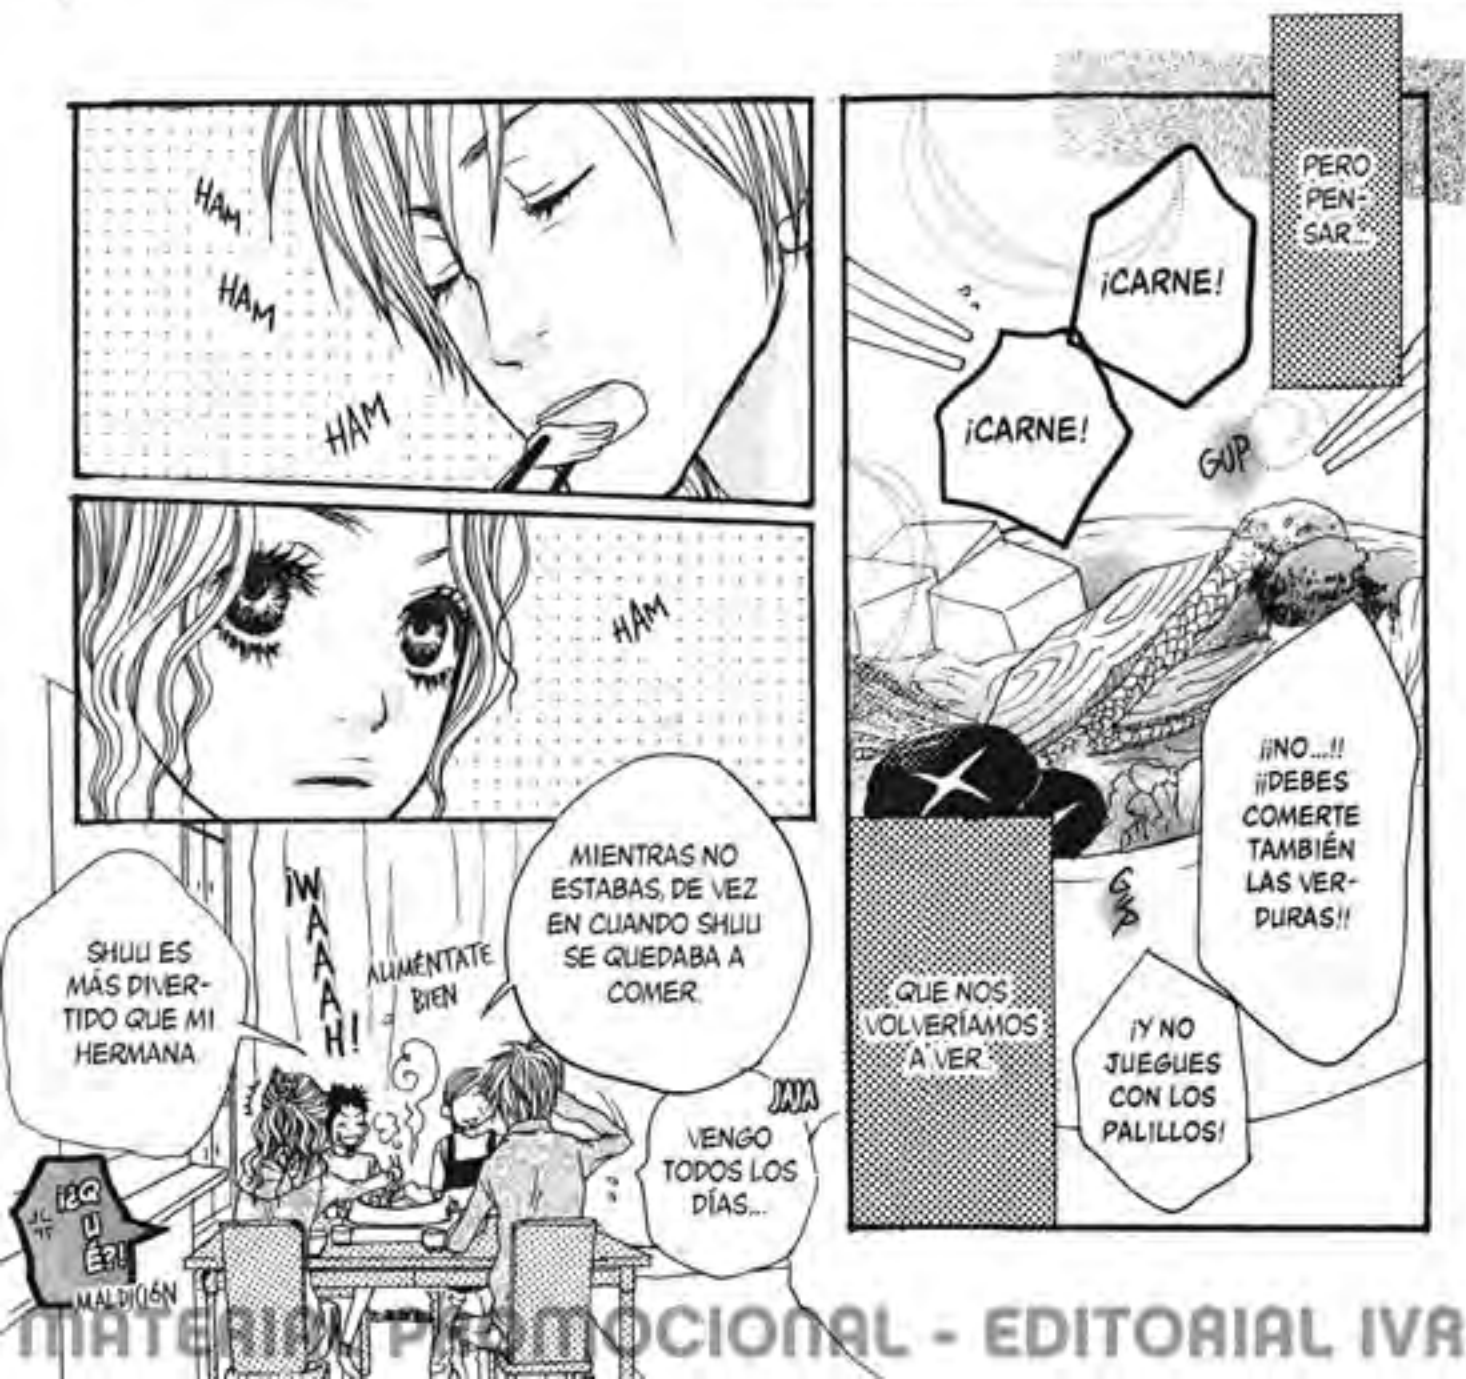 PERO
PEN-
SAR...
¡CARNE!
¡CARNE!
GUP
¡¡NO...!!
¡¡DEBES
COMERTE
TAMBIÉN
LAS VER-
DURAS!!
GUP
¡Y NO
JUEGUES
CON LOS
PALILLOS!
QUE NOS
VOLVERÍAMOS
A VER...
HAM
HAM
HAM
HAM
MIENTRAS NO
ESTABAS, DE VEZ
EN CUANDO SHUU
SE QUEDABA A
COMER.
ALIMÉNTATE
BIEN
¡WAAAH!
SHUU ES
MÁS DIVER-
TIDO QUE MI
HERMANA.
JAJA
VENGO
TODOS LOS
DÍAS...
¡¿QUÉ?!
MALDICIÓN
MATERIAL PROMOCIONAL - EDITORIAL IVR